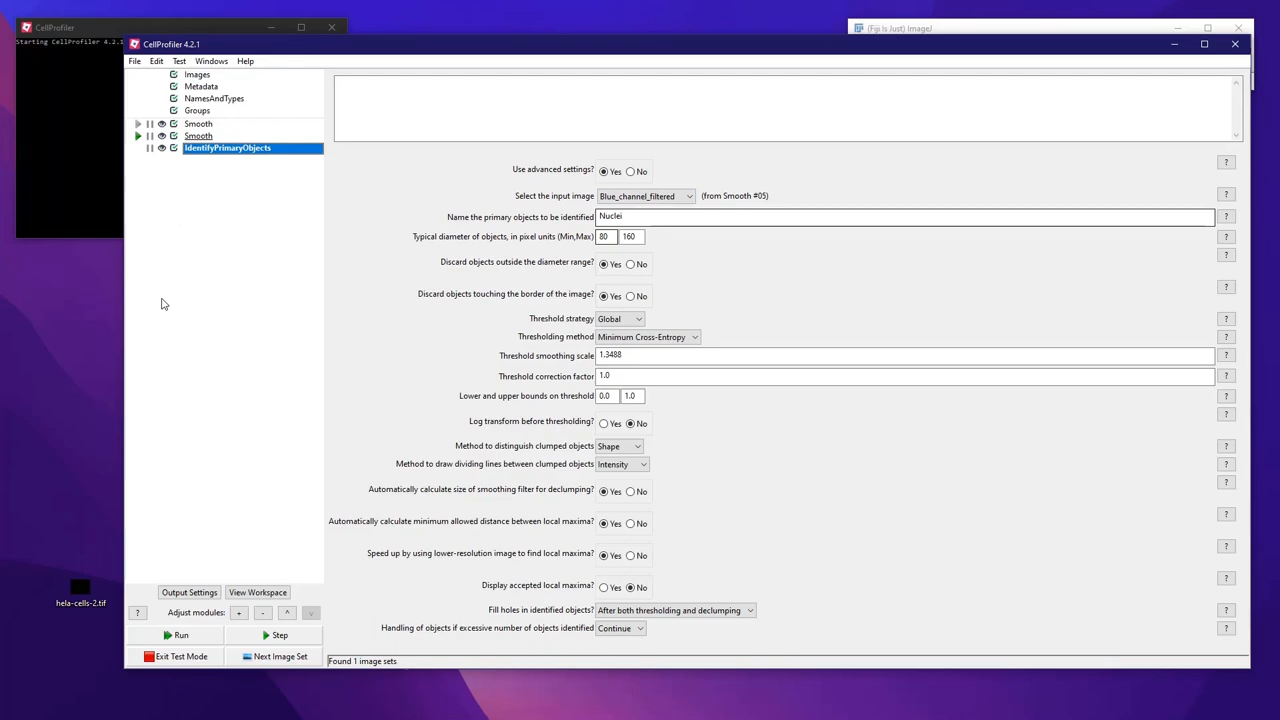 CellProfiler
(Fiji Is Just) ImageJ
Starting CellProfiler 4.2.1
CellProfiler 4.2.1
File Edit Test Windows Help
Images
Metadata
NamesAndTypes
Groups
Smooth
Smooth
IdentifyPrimaryObjects
Use advanced settings? Yes No ?
Select the input image Blue_channel_filtered (from Smooth #05) ?
Name the primary objects to be identified Nuclei ?
Typical diameter of objects, in pixel units (Min,Max) 80 160 ?
Discard objects outside the diameter range? Yes No ?
Discard objects touching the border of the image? Yes No ?
Threshold strategy Global ?
Thresholding method Minimum Cross-Entropy ?
Threshold smoothing scale 1.3488 ?
Threshold correction factor 1.0 ?
Lower and upper bounds on threshold 0.0 1.0 ?
Log transform before thresholding? Yes No ?
Method to distinguish clumped objects Shape ?
Method to draw dividing lines between clumped objects Intensity ?
Automatically calculate size of smoothing filter for declumping? Yes No ?
Automatically calculate minimum allowed distance between local maxima? Yes No ?
Speed up by using lower-resolution image to find local maxima? Yes No ?
Display accepted local maxima? Yes No ?
Fill holes in identified objects? After both thresholding and declumping ?
Handling of objects if excessive number of objects identified Continue ?
Output Settings View Workspace
? Adjust modules: + - ^ v
Run Step
Exit Test Mode Next Image Set
Found 1 image sets
hela-cells-2.tif